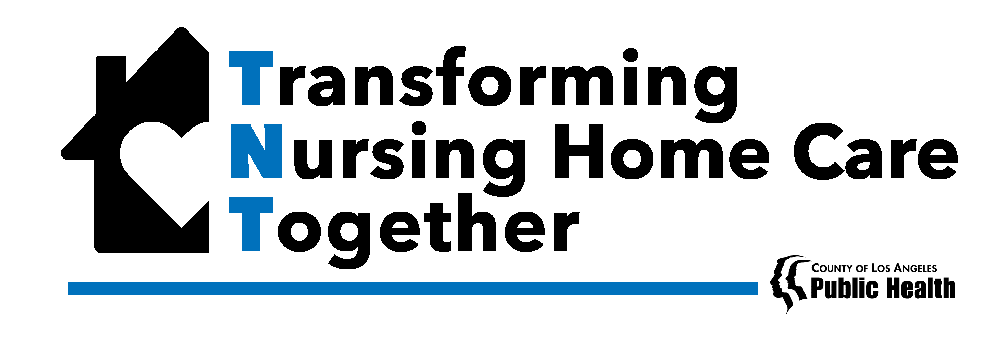 Transforming
Nursing Home Care
Together
County of Los Angeles
Public Health